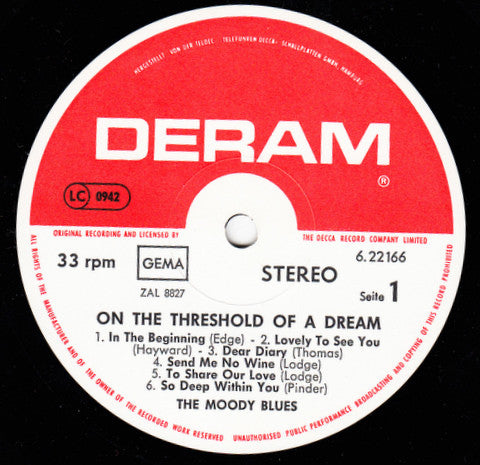 HERGESTELLT VON DER TELDEC · TELEFUNKEN-DECCA-SCHALLPLATTEN GMBH, HAMBURG
DERAM
®
LC 0942
ORIGINAL RECORDING AND LICENSED BY
THE DECCA RECORD COMPANY LIMITED
33 rpm
GEMA
STEREO
6.22166
ZAL 8827
Seite 1
ON THE THRESHOLD OF A DREAM
1. In The Beginning (Edge) - 2. Lovely To See You
(Hayward) - 3. Dear Diary (Thomas)
4. Send Me No Wine (Lodge)
5. To Share Our Love (Lodge)
6. So Deep Within You (Pinder)
THE MOODY BLUES
ALL RIGHTS OF THE MANUFACTURER AND OF THE OWNER OF THE RECORDED WORK RESERVED UNAUTHORISED PUBLIC PERFORMANCE BROADCASTING AND COPYING OF THIS RECORD PROHIBITED